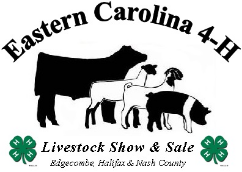 Eastern Carolina 4-H
Livestock Show & Sale
Edgecombe, Halifax & Nash County
H H H H
H H H H